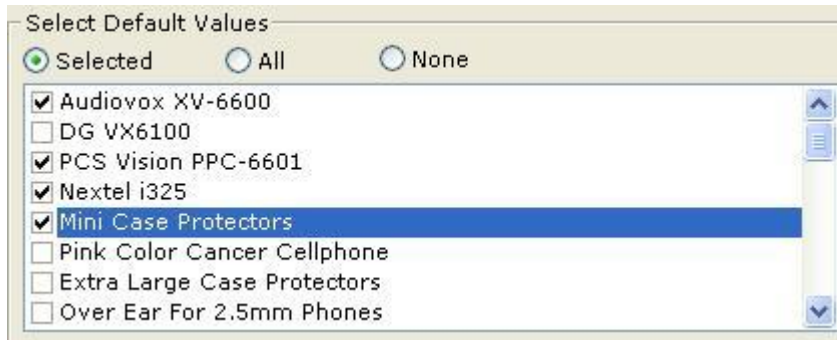 Select Default Values
Selected All None
Audiovox XV-6600
DG VX6100
PCS Vision PPC-6601
Nextel i325
Mini Case Protectors
Pink Color Cancer Cellphone
Extra Large Case Protectors
Over Ear For 2.5mm Phones